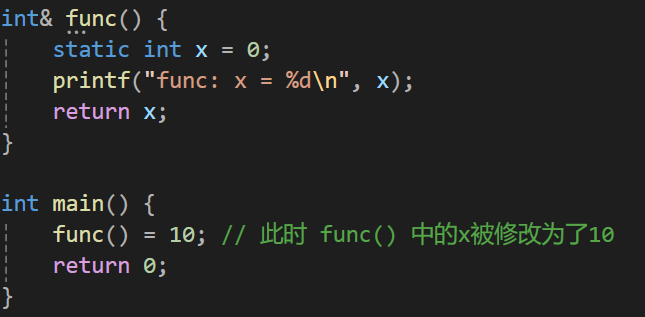 int& func() {
    static int x = 0;
    printf("func: x = %d\n", x);
    return x;
}

int main() {
    func() = 10; // 此时 func() 中的x被修改为了10
    return 0;
}